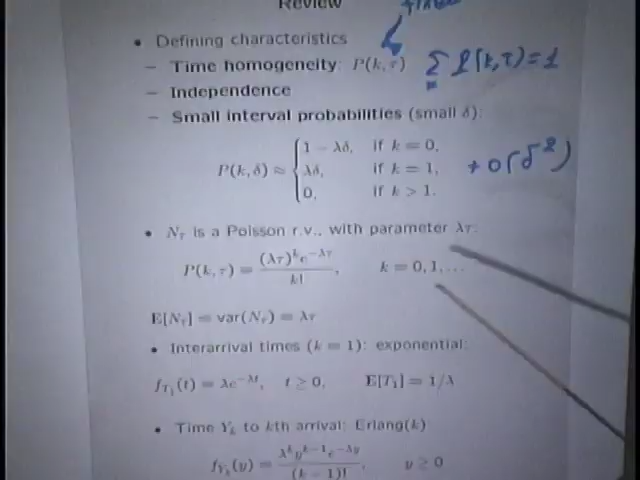 Review
• Defining characteristics
– Time homogeneity: P(k, τ) Σ P(k, τ) = 1
– Independence
– Small interval probabilities (small δ):
P(k, δ) ≈ { 1 − λδ, if k = 0,
λδ, if k = 1, + O(δ²)
0, if k > 1.
• N_τ is a Poisson r.v., with parameter λτ:
P(k, τ) = (λτ)^k e^{−λτ} / k!, k = 0, 1, …
E[N_τ] = var(N_τ) = λτ
• Interarrival times (k = 1): exponential:
f_{T_1}(t) = λe^{−λt}, t ≥ 0, E[T_1] = 1/λ
• Time Y_k to kth arrival: Erlang(k)
f_{Y_k}(y) = λ^k y^{k−1} e^{−λy} / (k − 1)!, y ≥ 0